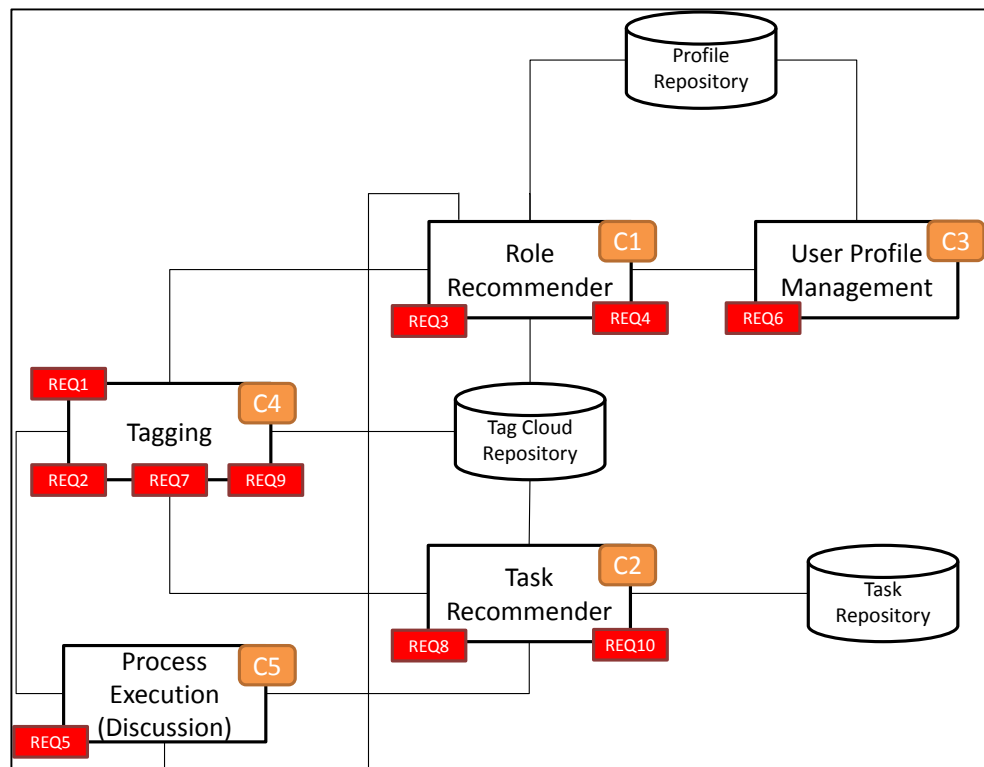 Profile
Repository
C1
Role
Recommender
REQ3
REQ4
C3
User Profile
Management
REQ6
REQ1
C4
Tagging
REQ2
REQ7
REQ9
Tag Cloud
Repository
C2
Task
Recommender
REQ8
REQ10
Task
Repository
C5
Process
Execution
(Discussion)
REQ5